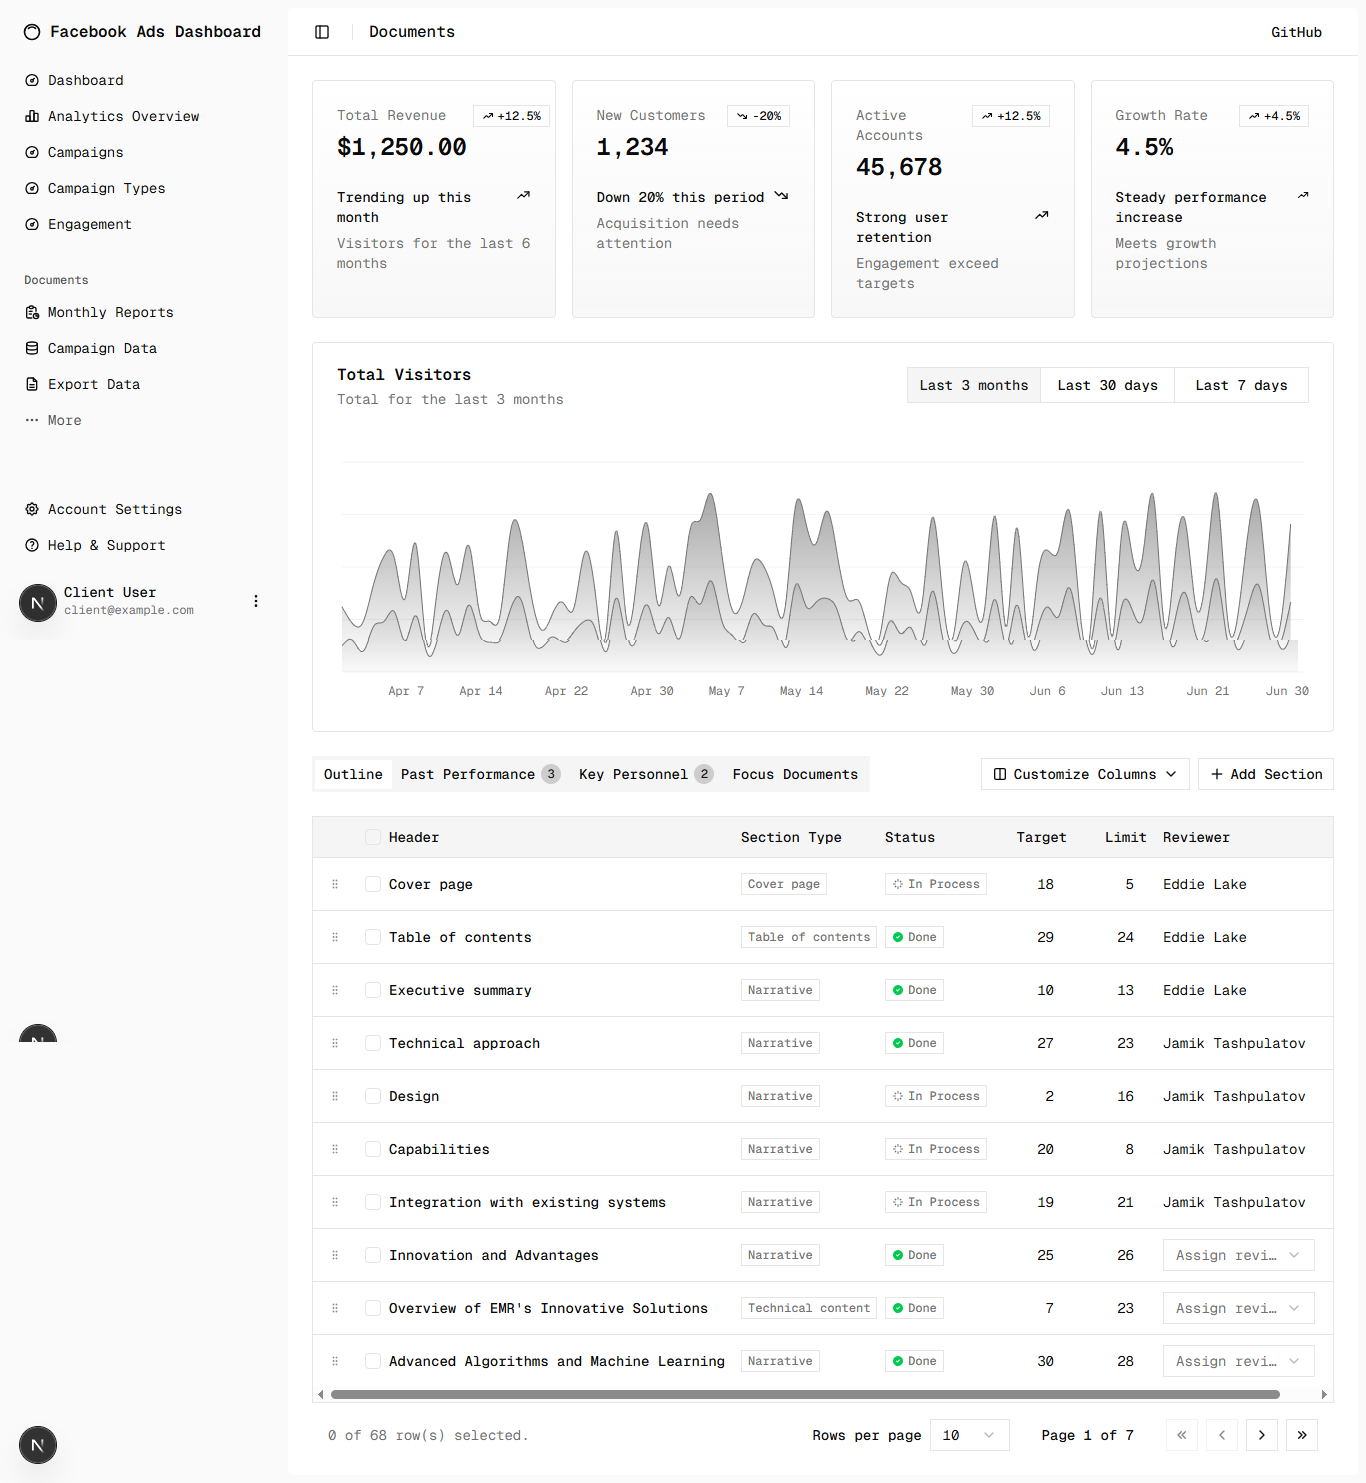 Facebook Ads Dashboard
Dashboard
Analytics Overview
Campaigns
Campaign Types
Engagement
Documents
Monthly Reports
Campaign Data
Export Data
More
Account Settings
Help & Support
N
Client User
client@example.com
N
N
Documents
GitHub
Total Revenue
+12.5%
$1,250.00
Trending up this
month
Visitors for the last 6
months
New Customers
-20%
1,234
Down 20% this period
Acquisition needs
attention
Active
Accounts
+12.5%
45,678
Strong user
retention
Engagement exceed
targets
Growth Rate
+4.5%
4.5%
Steady performance
increase
Meets growth
projections
Total Visitors
Total for the last 3 months
Last 3 months Last 30 days Last 7 days
Apr 7 Apr 14 Apr 22 Apr 30 May 7 May 14 May 22 May 30 Jun 6 Jun 13 Jun 21 Jun 30
Outline Past Performance 3 Key Personnel 2 Focus Documents
Customize Columns Add Section
Header Section Type Status Target Limit Reviewer
Cover page Cover page In Process 18 5 Eddie Lake
Table of contents Table of contents Done 29 24 Eddie Lake
Executive summary Narrative Done 10 13 Eddie Lake
Technical approach Narrative Done 27 23 Jamik Tashpulatov
Design Narrative In Process 2 16 Jamik Tashpulatov
Capabilities Narrative In Process 20 8 Jamik Tashpulatov
Integration with existing systems Narrative In Process 19 21 Jamik Tashpulatov
Innovation and Advantages Narrative Done 25 26 Assign revi…
Overview of EMR's Innovative Solutions Technical content Done 7 23 Assign revi…
Advanced Algorithms and Machine Learning Narrative Done 30 28 Assign revi…
0 of 68 row(s) selected.
Rows per page 10 Page 1 of 7